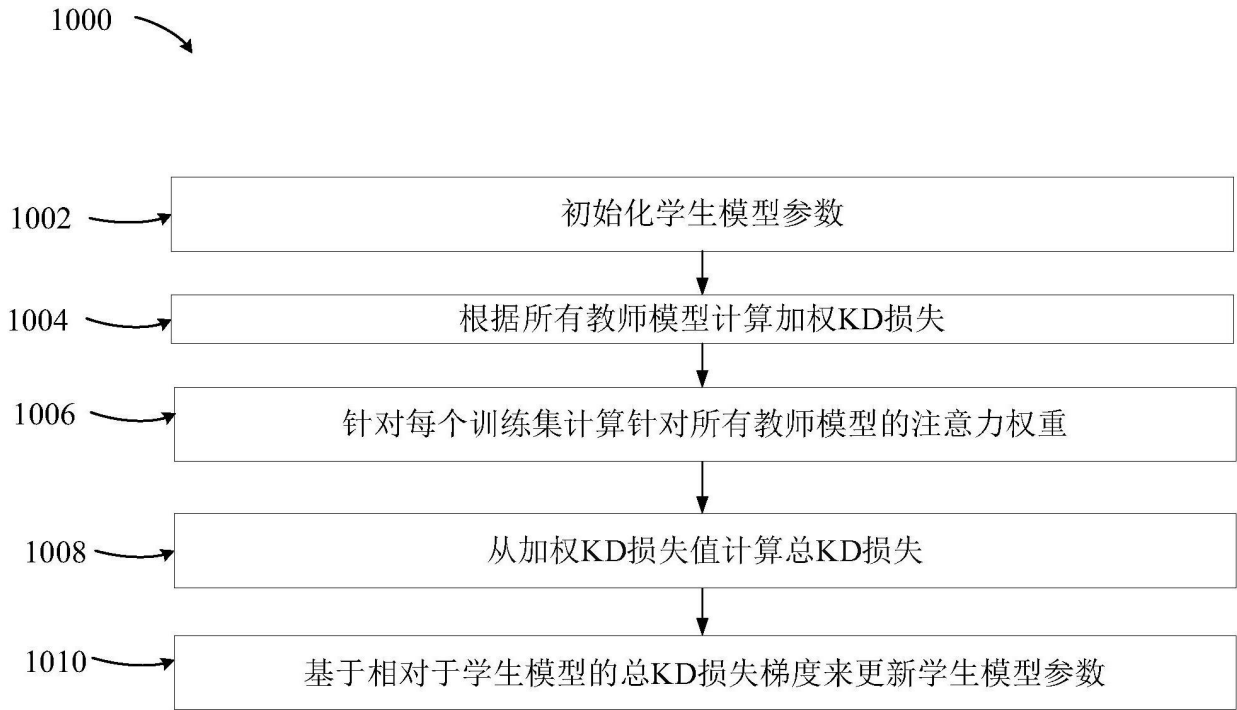 1000
1002
初始化学生模型参数
1004
根据所有教师模型计算加权KD损失
1006
针对每个训练集计算针对所有教师模型的注意力权重
1008
从加权KD损失值计算总KD损失
1010
基于相对于学生模型的总KD损失梯度来更新学生模型参数